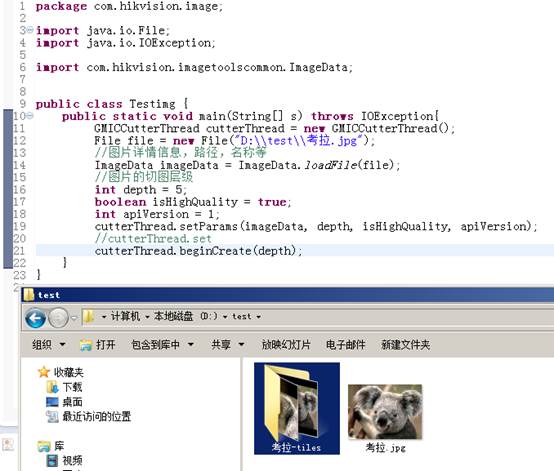 1 package com.hikvision.image;
2
3 import java.io.File;
4 import java.io.IOException;
5
6 import com.hikvision.imagetoolscommon.ImageData;
7
8
9 public class Testimg {
10 public static void main(String[] s) throws IOException{
11 GMICCutterThread cutterThread = new GMICCutterThread();
12 File file = new File("D:\\test\\考拉.jpg");
13 //图片详情信息，路径，名称等
14 ImageData imageData = ImageData.loadFile(file);
15 //图片的切图层级
16 int depth = 5;
17 boolean isHighQuality = true;
18 int apiVersion = 1;
19 cutterThread.setParams(imageData, depth, isHighQuality, apiVersion);
20 //cutterThread.set
21 cutterThread.beginCreate(depth);
22 }
23 }
test
计算机 本地磁盘 (D:) test
组织 打开 包含到库中 共享 放映幻灯片 电子邮件 新建文件夹
收藏夹
下载
桌面
最近访问的位置
库
视频
考拉-tiles
考拉.jpg